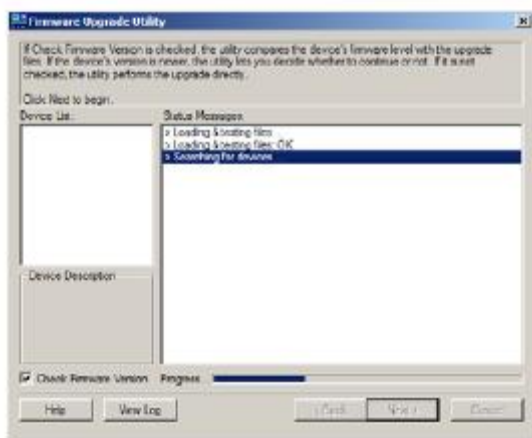 Firmware Upgrade Utility
If Check Firmware Version is checked, the utility compares the device's firmware level with the upgrade
files. If the device's version is newer, the utility lets you decide whether to continue or not. If it is not
checked, the utility performs the upgrade directly.
Click Next to begin.
Device List: Status Messages:
> Loading & testing files
> Loading & testing files: OK
> Searching for devices
Device Description
Check Firmware Version Progress
Help View Log < Back Next > Cancel